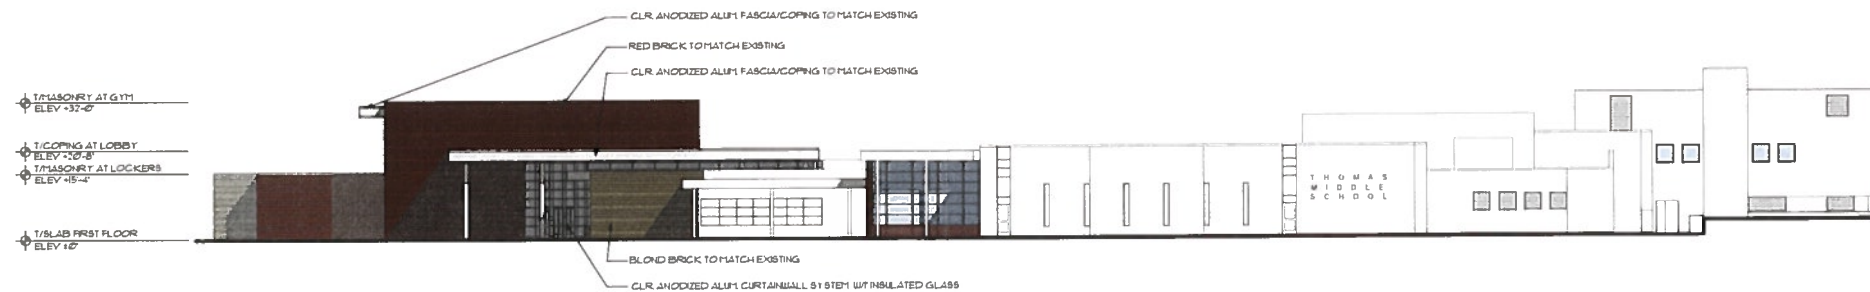 CLR. ANODIZED ALUM. FASCIA/COPING TO MATCH EXISTING
RED BRICK TO MATCH EXISTING
CLR. ANODIZED ALUM. FASCIA/COPING TO MATCH EXISTING
T/MASONRY AT GYM
ELEV +32'-0"
T/COPING AT LOBBY
ELEV +20'-8"
T/MASONRY AT LOCKERS
ELEV +15'-4"
THOMAS
MIDDLE
SCHOOL
T/SLAB FIRST FLOOR
ELEV ±0"
BLOND BRICK TO MATCH EXISTING
CLR. ANODIZED ALUM. CURTAINWALL SYSTEM W/1" INSULATED GLASS